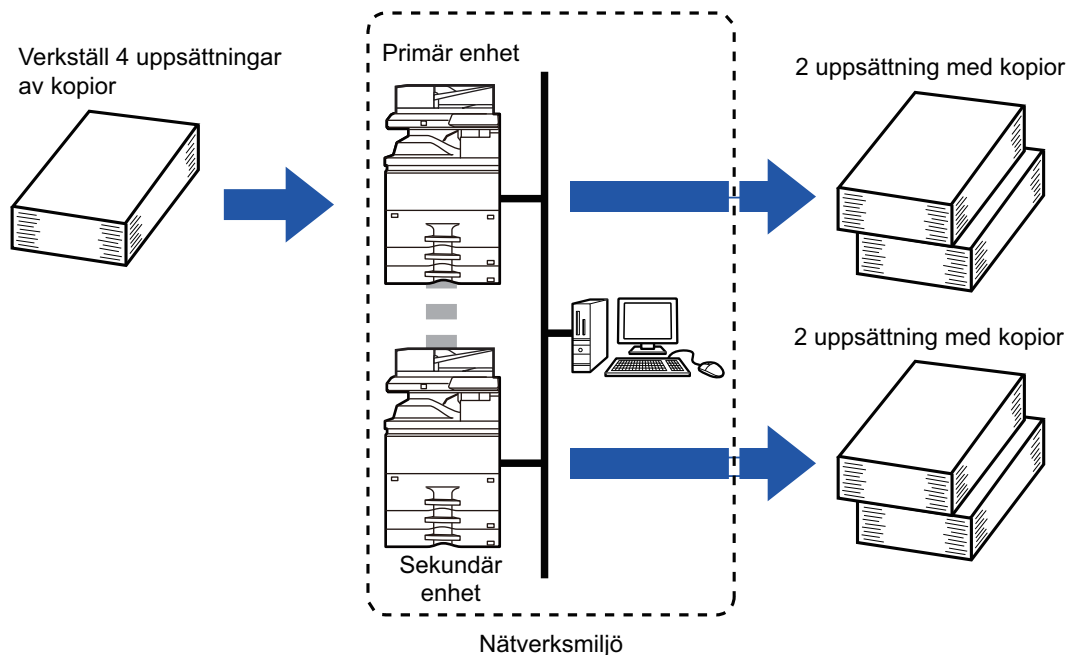 Verkställ 4 uppsättningar
av kopior
Primär enhet
2 uppsättning med kopior
2 uppsättning med kopior
Sekundär
enhet
Nätverksmiljö